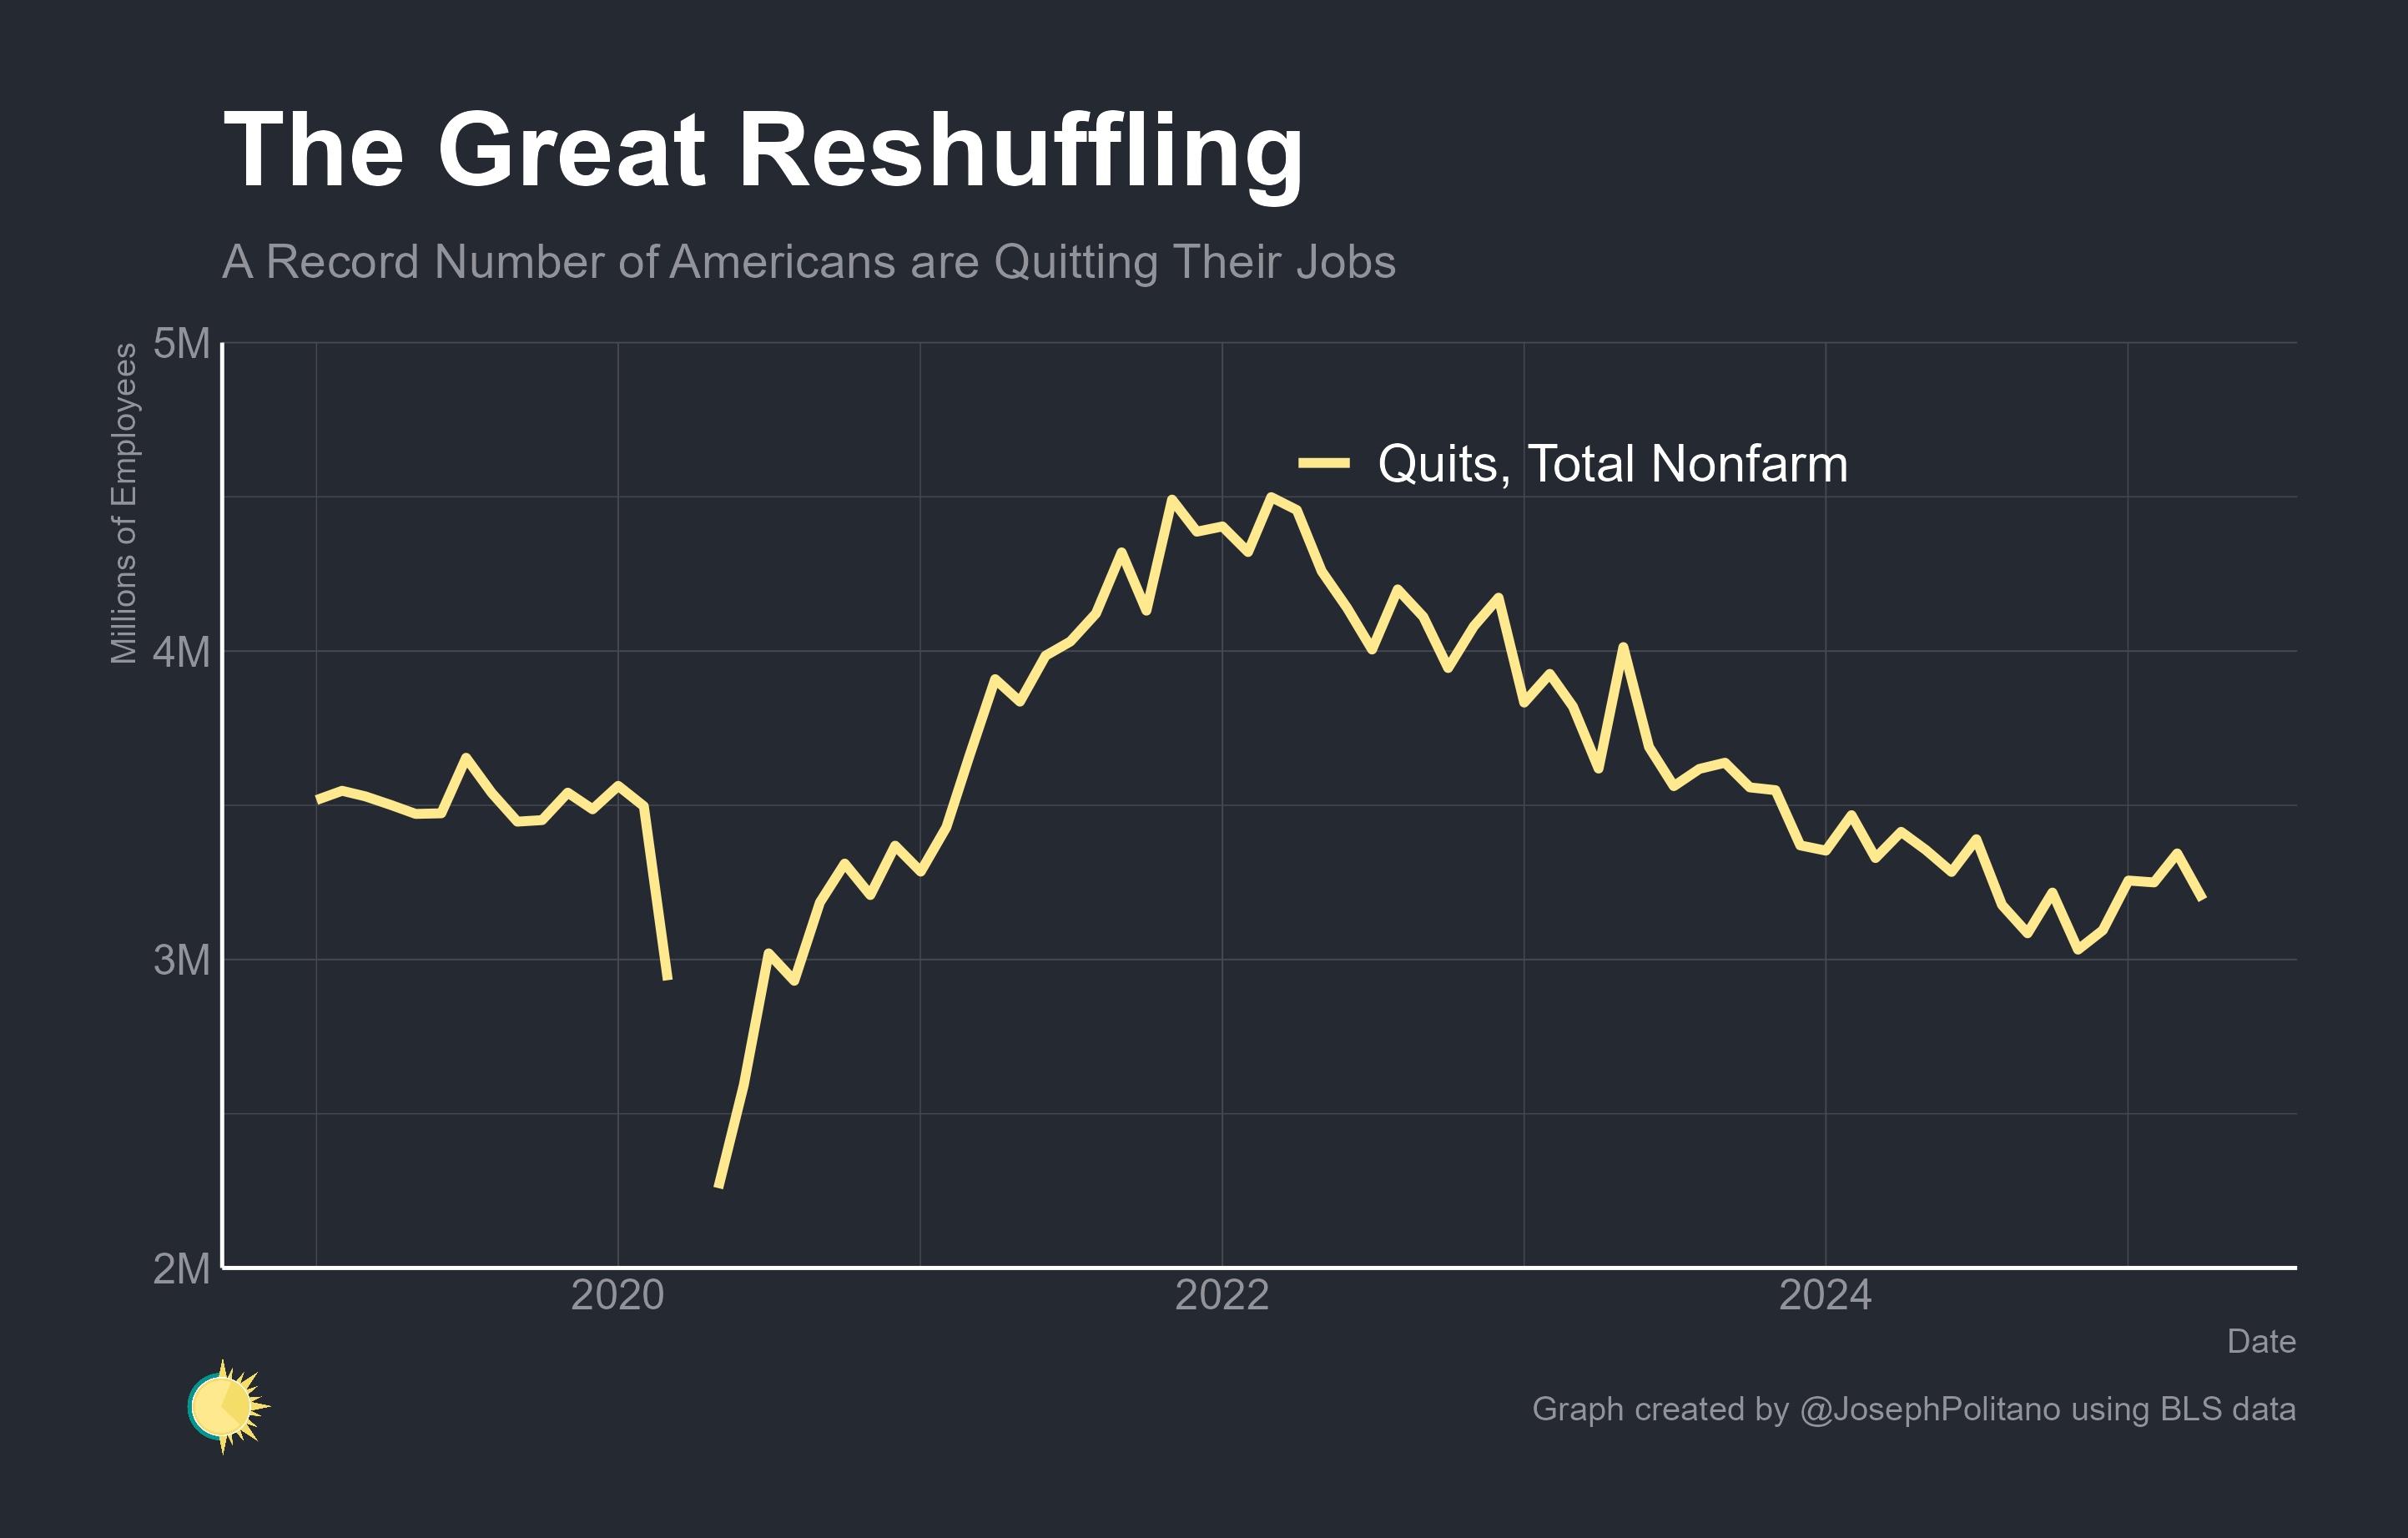 The Great Reshuffling
A Record Number of Americans are Quitting Their Jobs
Millions of Employees
5M
4M
3M
2M
Quits, Total Nonfarm
2020
2022
2024
Date
Graph created by @JosephPolitano using BLS data